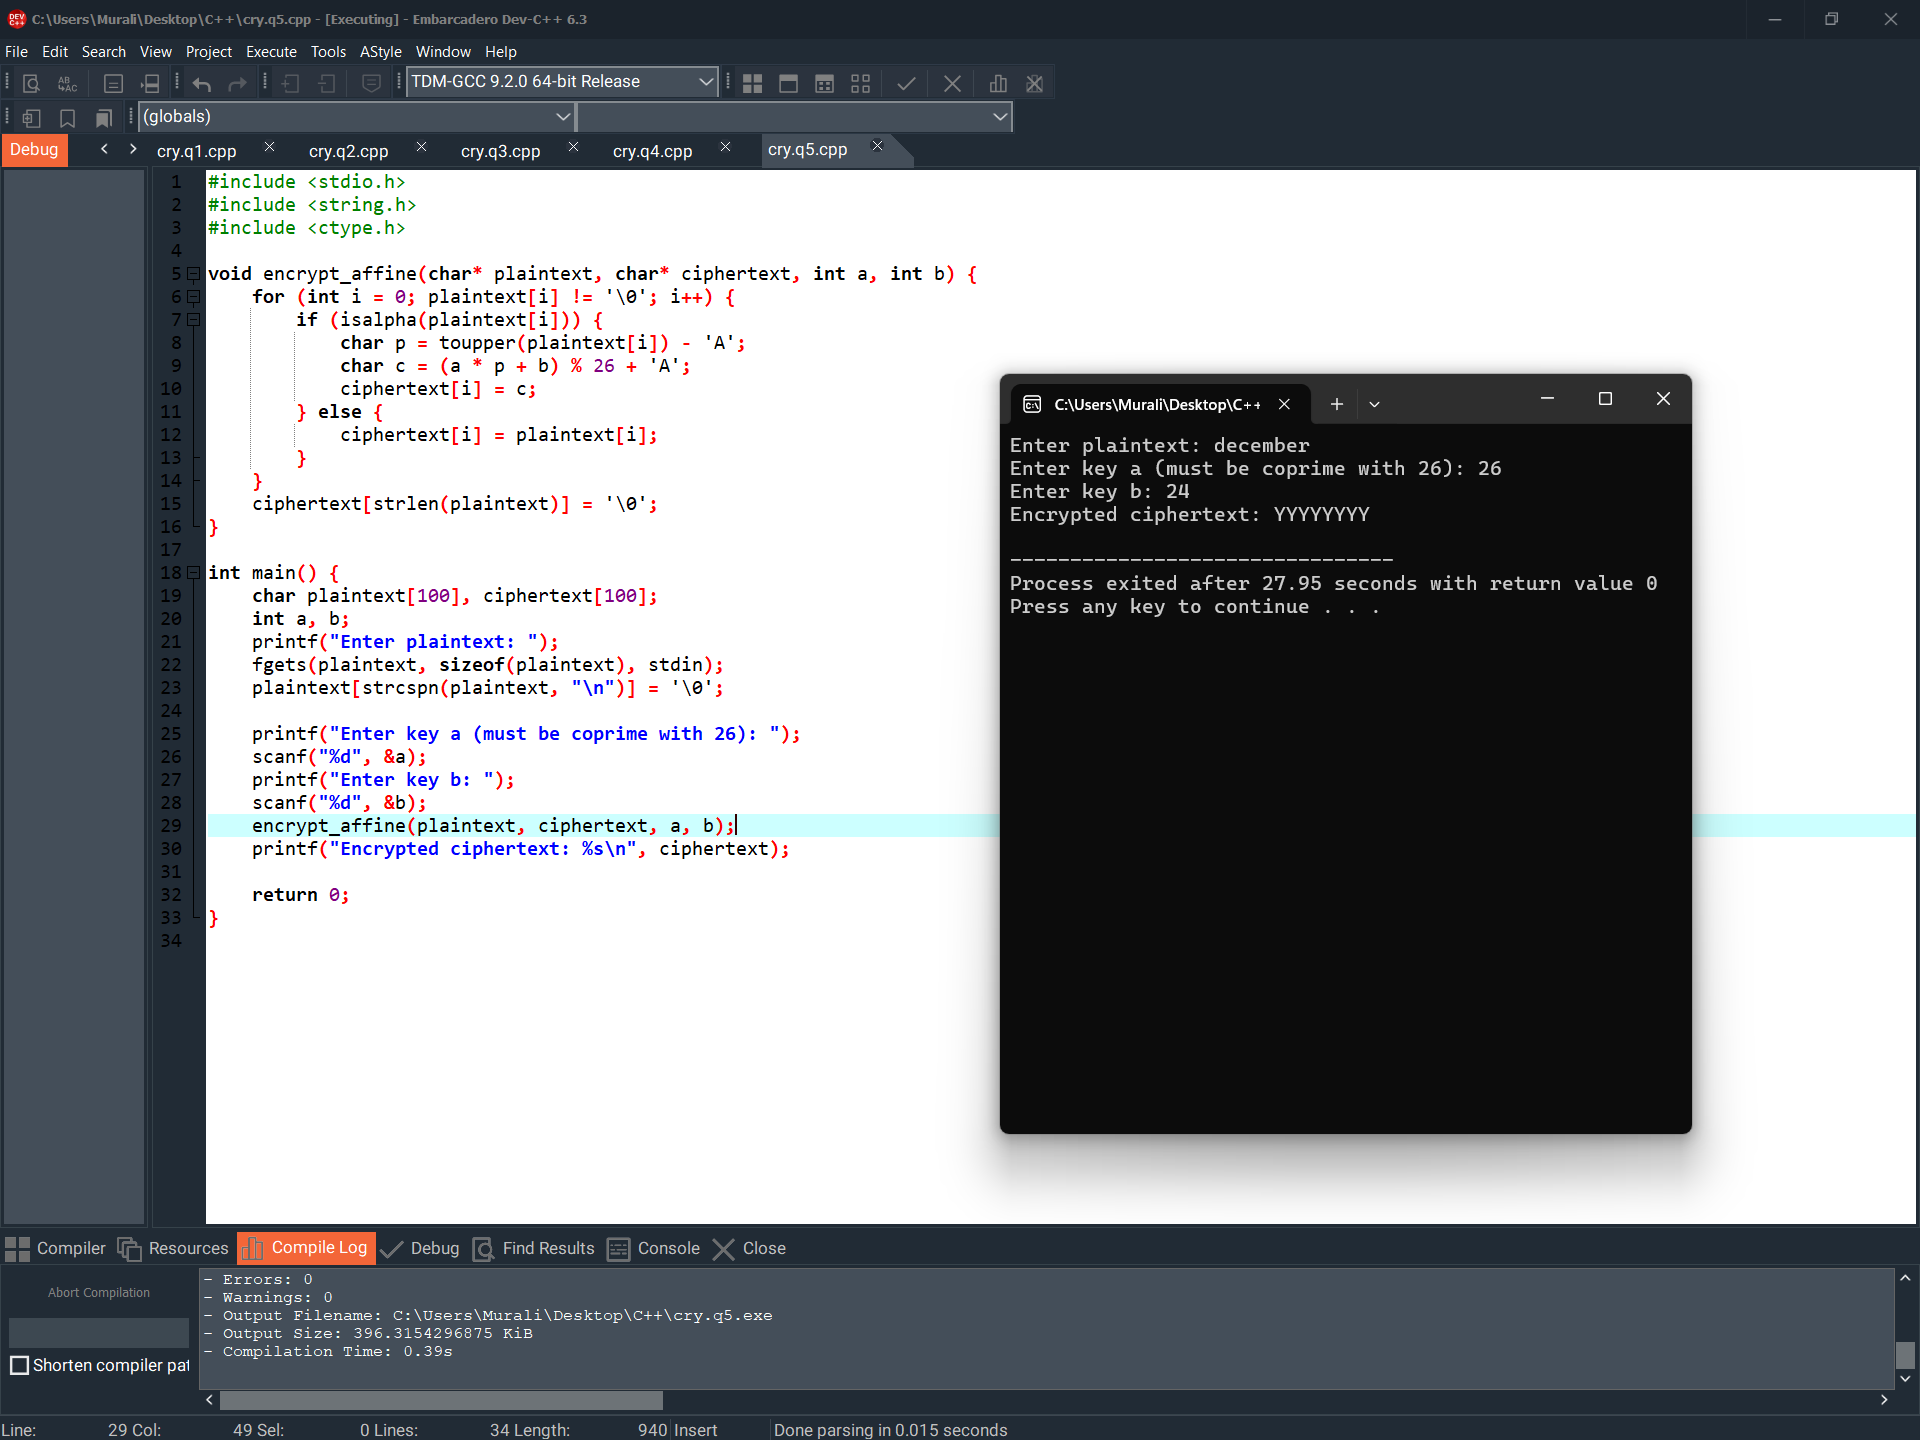 C:\Users\Murali\Desktop\C++\cry.q5.cpp - [Executing] - Embarcadero Dev-C++ 6.3
File Edit Search View Project Execute Tools AStyle Window Help
TDM-GCC 9.2.0 64-bit Release
(globals)
Debug cry.q1.cpp cry.q2.cpp cry.q3.cpp cry.q4.cpp cry.q5.cpp
1 #include <stdio.h>
2 #include <string.h>
3 #include <ctype.h>
4
5 void encrypt_affine(char* plaintext, char* ciphertext, int a, int b) {
6     for (int i = 0; plaintext[i] != '\0'; i++) {
7         if (isalpha(plaintext[i])) {
8             char p = toupper(plaintext[i]) - 'A';
9             char c = (a * p + b) % 26 + 'A';
10             ciphertext[i] = c;
11         } else {
12             ciphertext[i] = plaintext[i];
13         }
14     }
15     ciphertext[strlen(plaintext)] = '\0';
16 }
17
18 int main() {
19     char plaintext[100], ciphertext[100];
20     int a, b;
21     printf("Enter plaintext: ");
22     fgets(plaintext, sizeof(plaintext), stdin);
23     plaintext[strcspn(plaintext, "\n")] = '\0';
24
25     printf("Enter key a (must be coprime with 26): ");
26     scanf("%d", &a);
27     printf("Enter key b: ");
28     scanf("%d", &b);
29     encrypt_affine(plaintext, ciphertext, a, b);
30     printf("Encrypted ciphertext: %s\n", ciphertext);
31
32     return 0;
33 }
34
C:\Users\Murali\Desktop\C++
Enter plaintext: december
Enter key a (must be coprime with 26): 26
Enter key b: 24
Encrypted ciphertext: YYYYYYYY
--------------------------------
Process exited after 27.95 seconds with return value 0
Press any key to continue . . .
Compiler Resources Compile Log Debug Find Results Console Close
Abort Compilation
Shorten compiler pat
- Errors: 0
- Warnings: 0
- Output Filename: C:\Users\Murali\Desktop\C++\cry.q5.exe
- Output Size: 396.3154296875 KiB
- Compilation Time: 0.39s
Line: 29 Col: 49 Sel: 0 Lines: 34 Length: 940 Insert Done parsing in 0.015 seconds